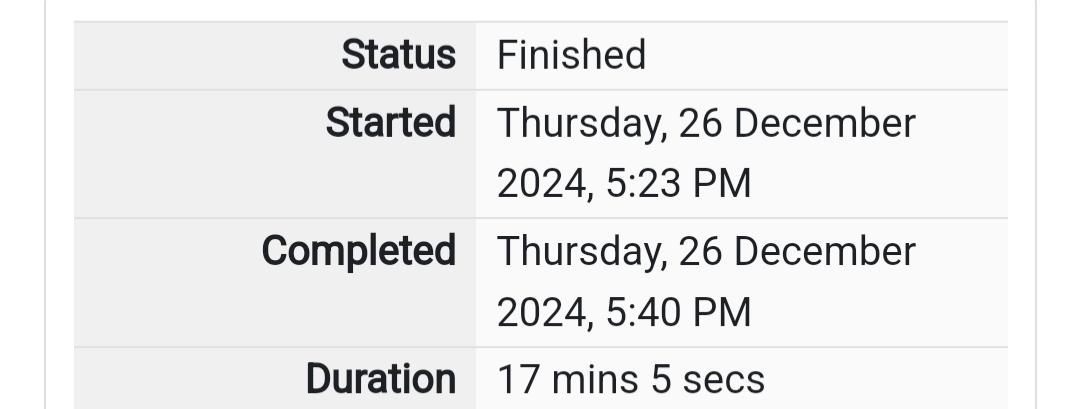 Status Finished
Started Thursday, 26 December
2024, 5:23 PM
Completed Thursday, 26 December
2024, 5:40 PM
Duration 17 mins 5 secs